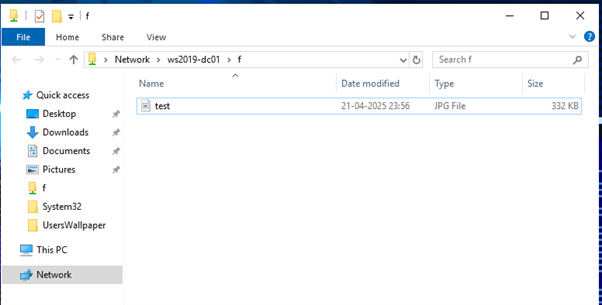 f
File Home Share View
Network ws2019-dc01 f Search f
Name Date modified Type Size
Quick access
test 21-04-2025 23:56 JPG File 332 KB
Desktop
Downloads
Documents
Pictures
f
System32
UsersWallpaper
This PC
Network